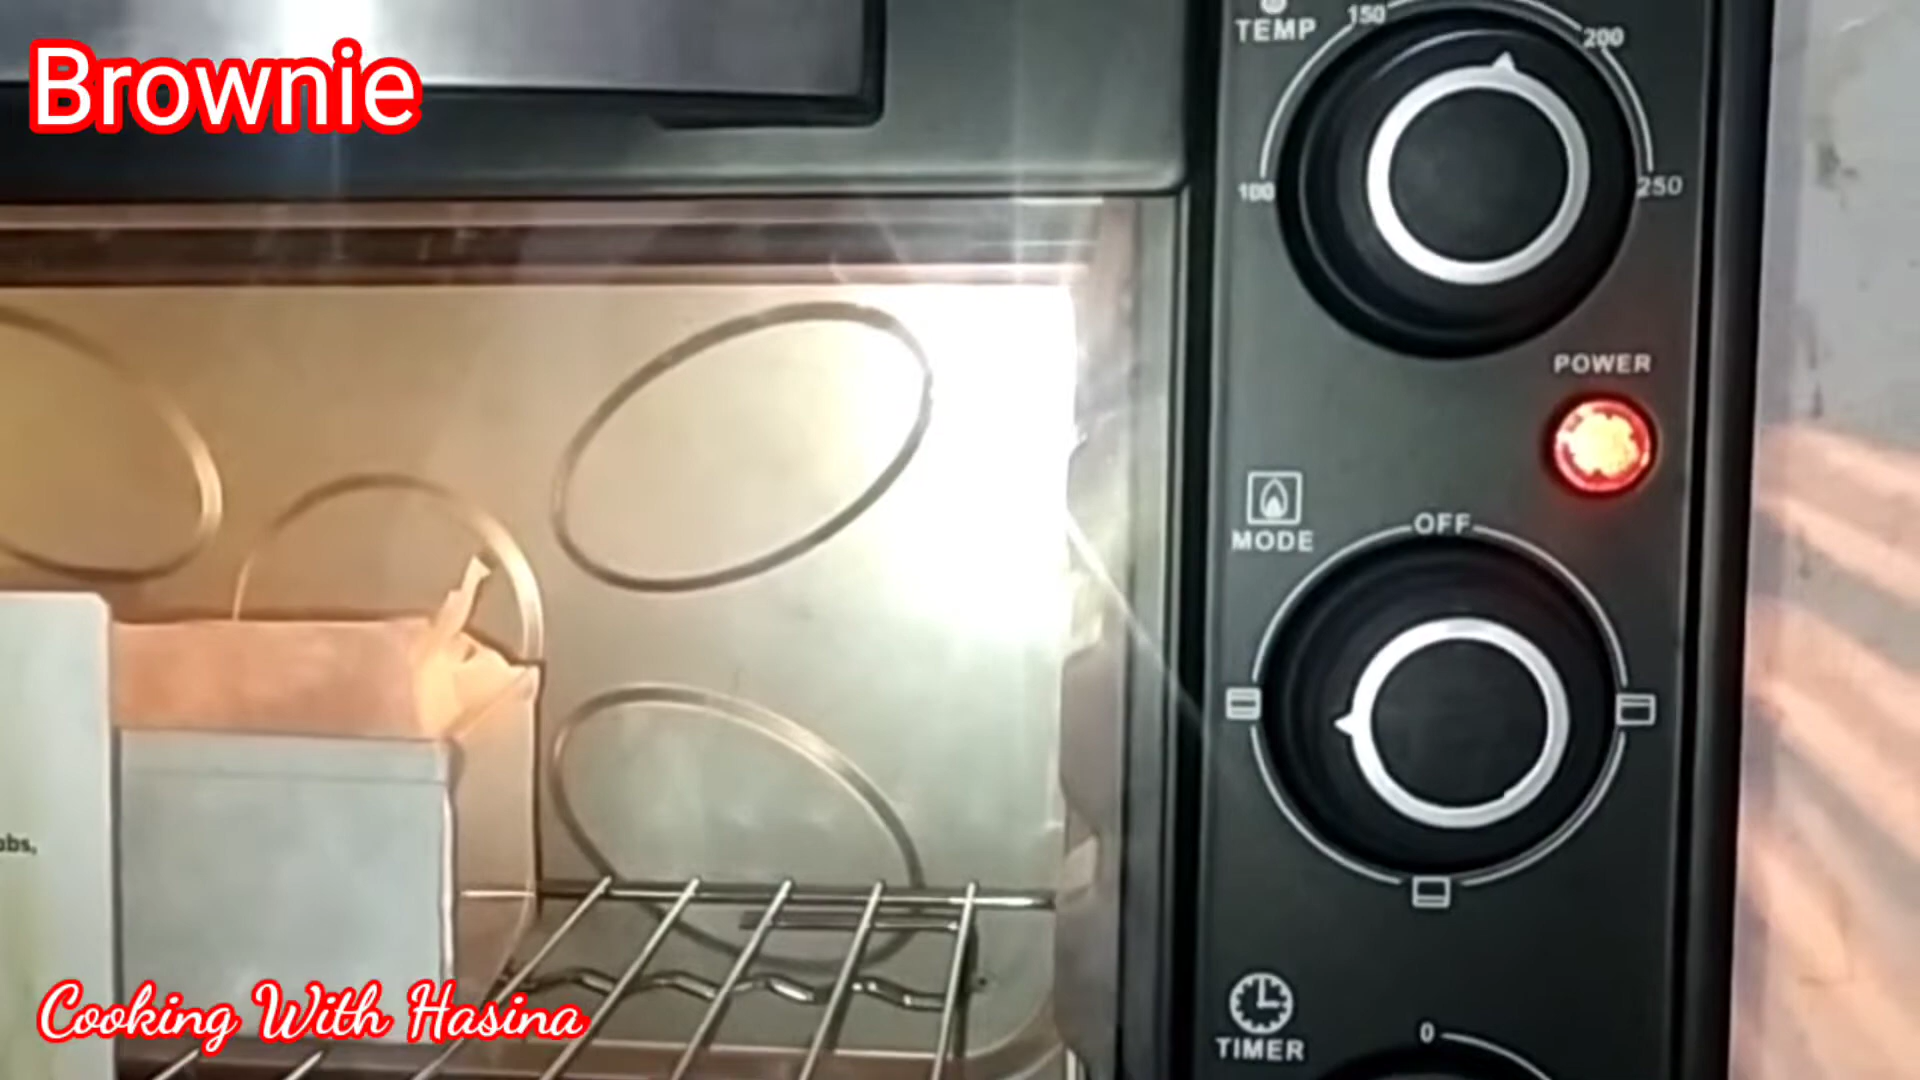 Brownie
TEMP
150
200
100
250
POWER
MODE
OFF
TIMER
0
Cooking With Hasina